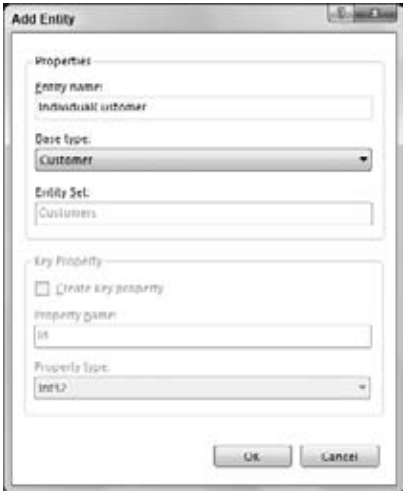 Add Entity
Properties
Entity name:
IndividualCustomer
Base type:
Customer
Entity Set:
Customers
Key Property
Create key property
Property name:
Id
Property type:
Int32
OK
Cancel